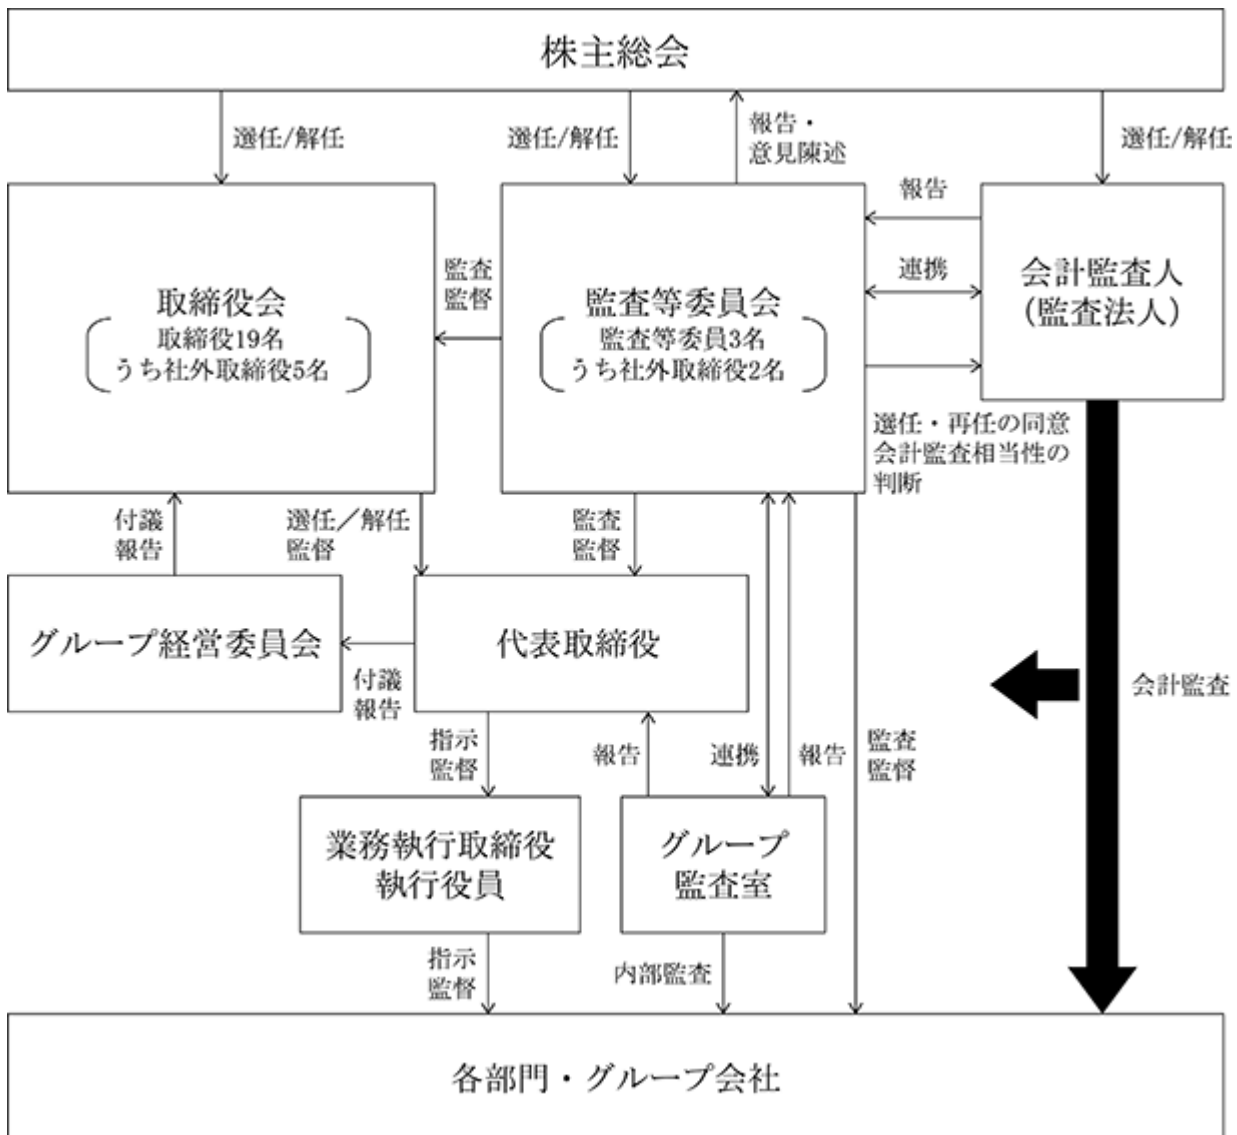 株主総会
選任/解任
選任/解任
報告・
意見陳述
選任/解任
取締役会
取締役19名
うち社外取締役5名
監査
監督
監査等委員会
監査等委員3名
うち社外取締役2名
報告
連携
会計監査人
(監査法人)
選任・再任の同意
会計監査相当性の
判断
付議
報告
選任／解任
監督
監査
監督
グループ経営委員会
付議
報告
代表取締役
会計監査
指示
監督
報告
連携
報告
監査
監督
業務執行取締役
執行役員
グループ
監査室
指示
監督
内部監査
各部門・グループ会社